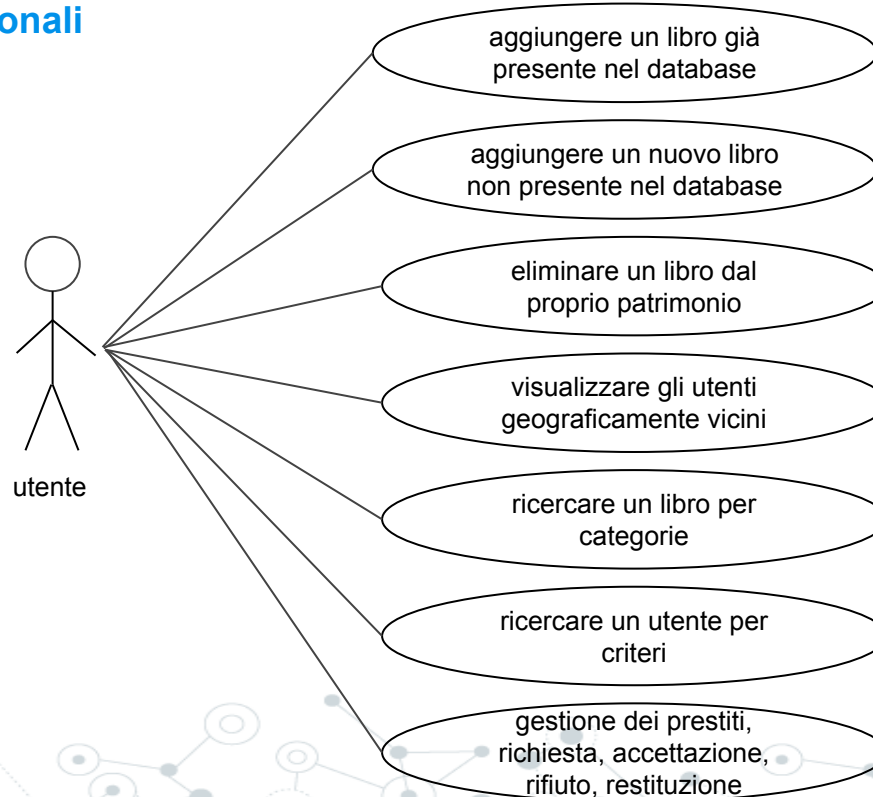 onali
aggiungere un libro già
presente nel database
aggiungere un nuovo libro
non presente nel database
eliminare un libro dal
proprio patrimonio
visualizzare gli utenti
geograficamente vicini
utente
ricercare un libro per
categorie
ricercare un utente per
criteri
gestione dei prestiti,
richiesta, accettazione,
rifiuto, restituzione